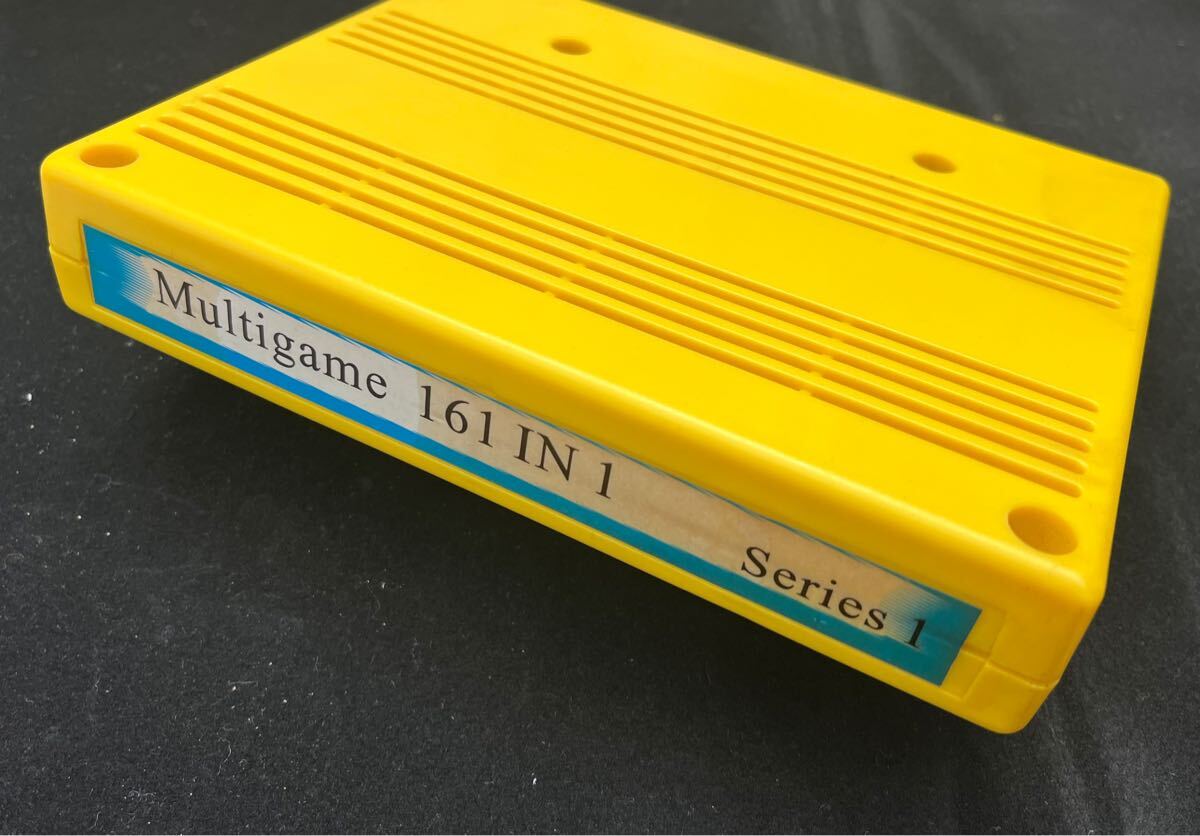 Multigame 161 IN 1
Series 1